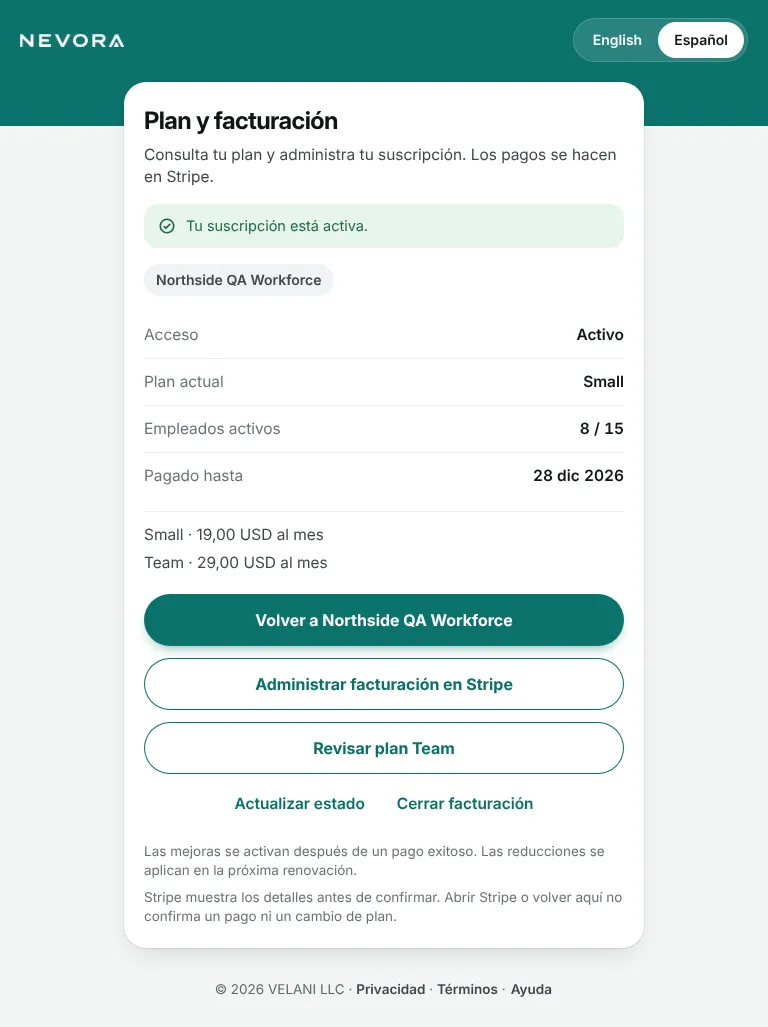 NEVORA
English
Español
Plan y facturación
Consulta tu plan y administra tu suscripción. Los pagos se hacen
en Stripe.
Tu suscripción está activa.
Northside QA Workforce
Acceso
Activo
Plan actual
Small
Empleados activos
8 / 15
Pagado hasta
28 dic 2026
Small · 19,00 USD al mes
Team · 29,00 USD al mes
Volver a Northside QA Workforce
Administrar facturación en Stripe
Revisar plan Team
Actualizar estado
Cerrar facturación
Las mejoras se activan después de un pago exitoso. Las reducciones se
aplican en la próxima renovación.
Stripe muestra los detalles antes de confirmar. Abrir Stripe o volver aquí no
confirma un pago ni un cambio de plan.
© 2026 VELANI LLC · Privacidad · Términos · Ayuda